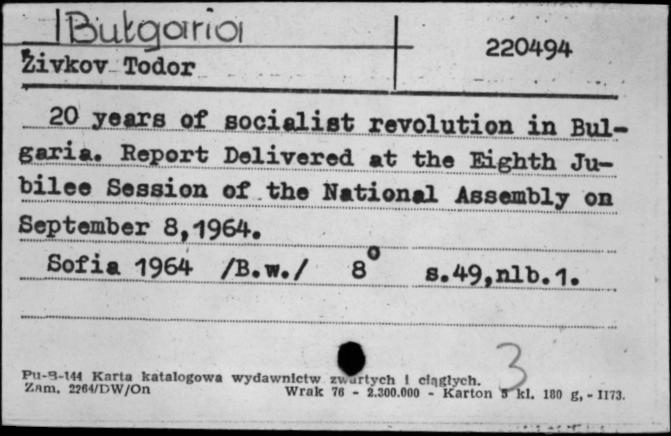 Bułgaria
220494
Živkov Todor
20 years of socialist revolution in Bul-
garia. Report Delivered at the Eighth Ju-
bilee Session of the National Assembly on
September 8,1964.
Sofia 1964 /B.w./ 8° s.49,nlb.1.
3
Pu-B-144 Karta katalogowa wydawnictw zwartych i ciągłych.
Zam. 2264/DW/On Wrak 76 - 2.300.000 - Karton 3 kl. 180 g, - II73.